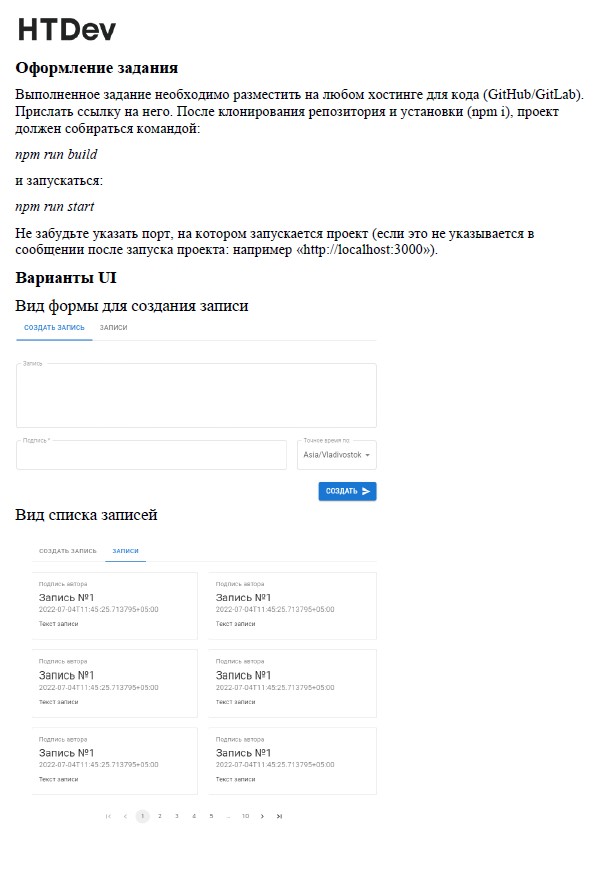 HTDev
Оформление задания
Выполненное задание необходимо разместить на любом хостинге для кода (GitHub/GitLab).
Прислать ссылку на него. После клонирования репозитория и установки (npm i), проект
должен собираться командой:
npm run build
и запускаться:
npm run start
Не забудьте указать порт, на котором запускается проект (если это не указывается в
сообщении после запуска проекта: например «http://localhost:3000»).
Варианты UI
Вид формы для создания записи
СОЗДАТЬ ЗАПИСЬ ЗАПИСИ
Запись
Подпись * Точное время по:
Asia/Vladivostok
СОЗДАТЬ
Вид списка записей
СОЗДАТЬ ЗАПИСЬ ЗАПИСИ
Подпись автора Подпись автора
Запись №1 Запись №1
2022-07-04T11:45:25.713795+05:00 2022-07-04T11:45:25.713795+05:00
Текст записи Текст записи
Подпись автора Подпись автора
Запись №1 Запись №1
2022-07-04T11:45:25.713795+05:00 2022-07-04T11:45:25.713795+05:00
Текст записи Текст записи
Подпись автора Подпись автора
Запись №1 Запись №1
2022-07-04T11:45:25.713795+05:00 2022-07-04T11:45:25.713795+05:00
Текст записи Текст записи
1 2 3 4 5 ... 10